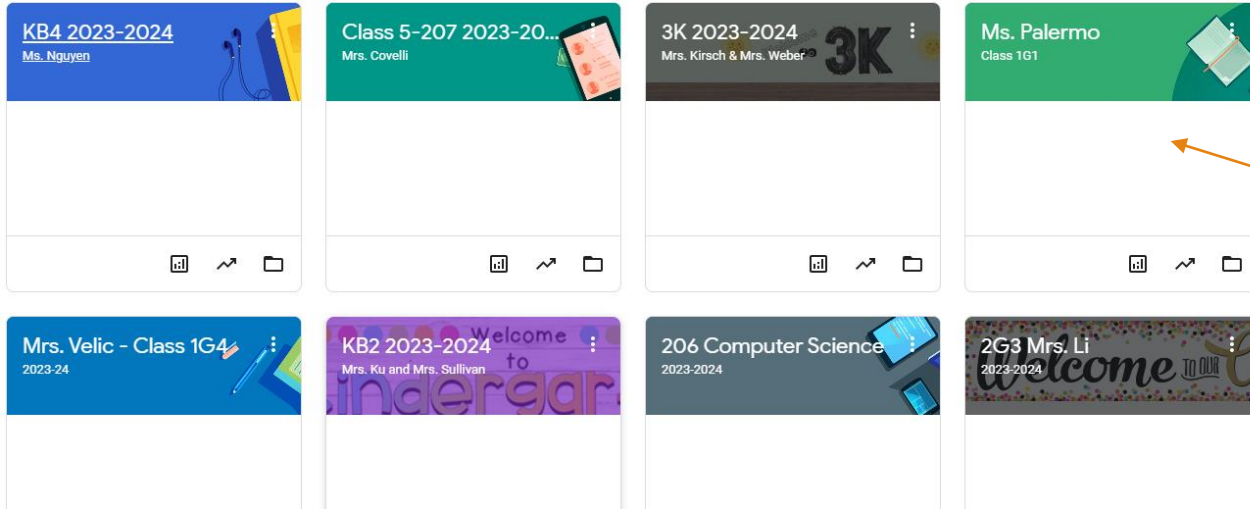 KB4 2023-2024
Ms. Nguyen
Class 5-207 2023-20...
Mrs. Covelli
3K 2023-2024
Mrs. Kirsch & Mrs. Weber
3K
Ms. Palermo
Class 1G1
Mrs. Velic - Class 1G4
2023-24
KB2 2023-2024
Mrs. Ku and Mrs. Sullivan
Welcome
to
indergar
206 Computer Science
2023-2024
2G3 Mrs. Li
2023-2024
Welcome TO OUR